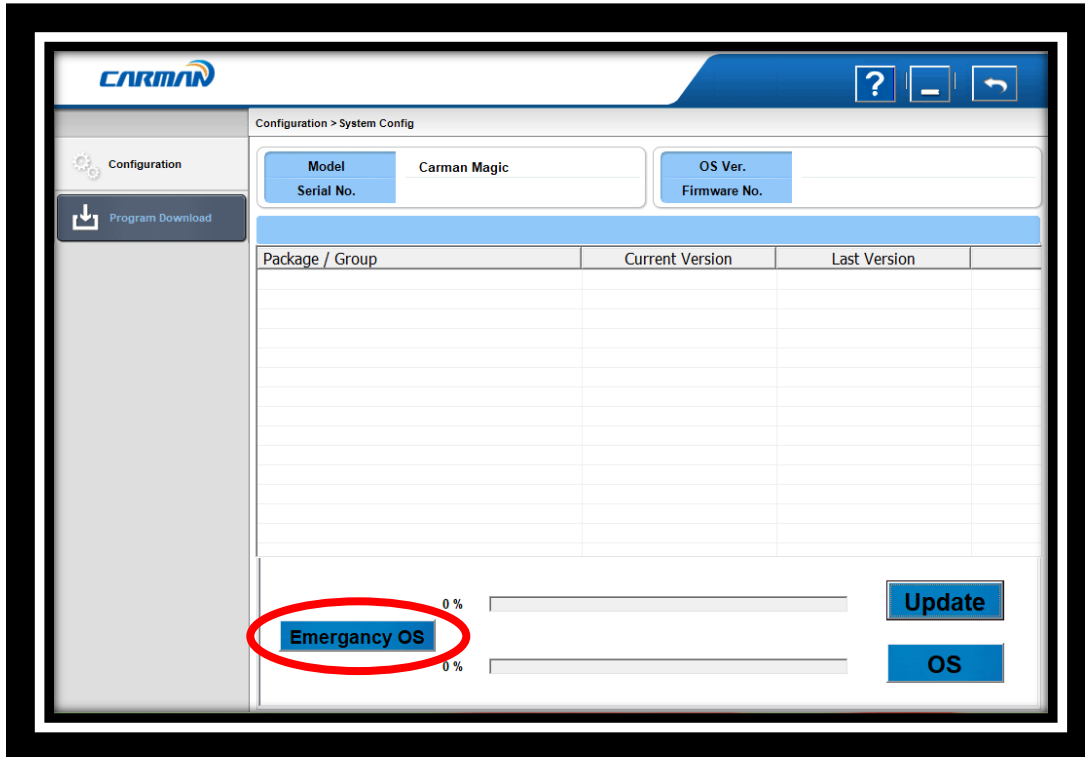 CARMAN
?
Configuration > System Config
Configuration
Program Download
Model Carman Magic
Serial No.
OS Ver.
Firmware No.
Package / Group Current Version Last Version
0 %
Update
Emergancy OS
0 %
OS